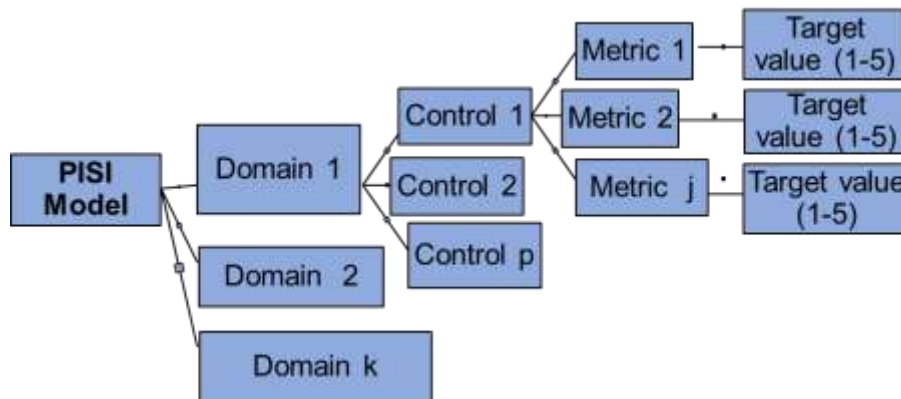 PISI
Model
Domain 1
Domain 2
Domain k
Control 1
Control 2
Control p
Metric 1
Metric 2
Metric j
Target
value (1-5)
Target
value (1-5)
Target value
(1-5)